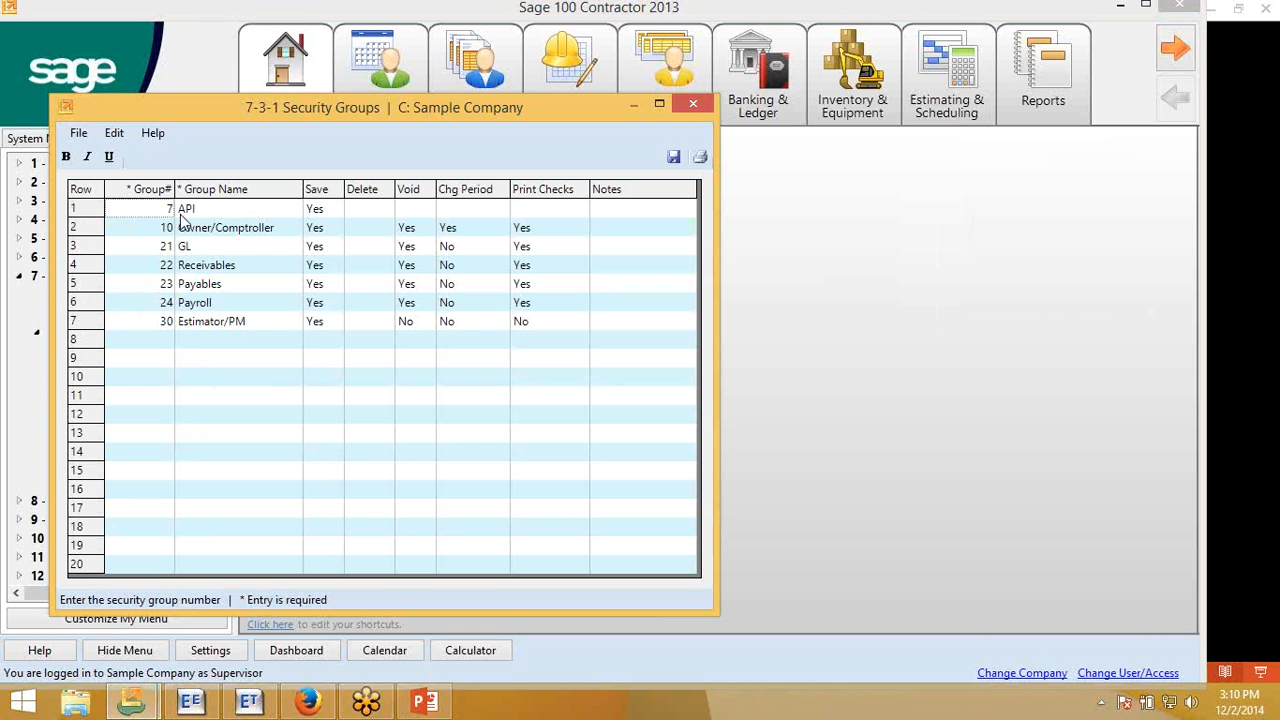 Sage 100 Contractor 2013
sage
Banking & Ledger
Inventory & Equipment
Estimating & Scheduling
Reports
System
7-3-1 Security Groups | C: Sample Company
File Edit Help
B I U
Row * Group# * Group Name Save Delete Void Chg Period Print Checks Notes
1 7 API Yes
2 10 Owner/Comptroller Yes Yes Yes Yes
3 21 GL Yes Yes No Yes
4 22 Receivables Yes Yes No Yes
5 23 Payables Yes Yes No Yes
6 24 Payroll Yes Yes No Yes
7 30 Estimator/PM Yes No No No
8
9
10
11
12
13
14
15
16
17
18
19
20
1 -
2 -
3 -
4 -
5 -
6 -
7 -
8 -
9 -
10
11
12
Enter the security group number | * Entry is required
Customize My Menu
Click here to edit your shortcuts.
Help Hide Menu Settings Dashboard Calendar Calculator
You are logged in to Sample Company as Supervisor
Change Company Change User/Access
EE ET
3:10 PM
12/2/2014